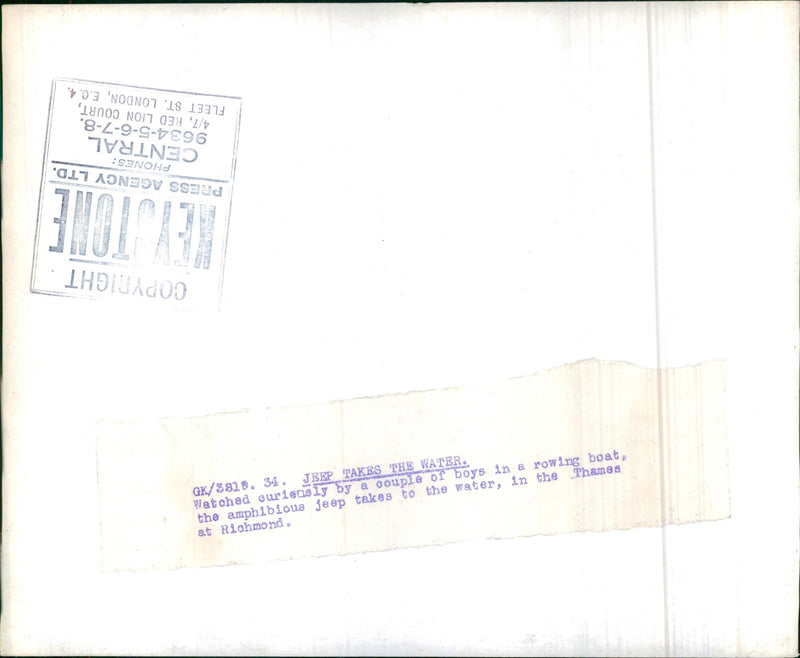 COPYRIGHT
KEYSTONE
PRESS AGENCY LTD.
PHONES:
CENTRAL
9634-5-6-7-8.
4/7, RED LION COURT,
FLEET ST. LONDON, E.C.4.
GK/3819. 34. JEEP TAKES THE WATER.
Watched curiously by a couple of boys in a rowing boat,
the amphibious jeep takes to the water, in the Thames
at Richmond.